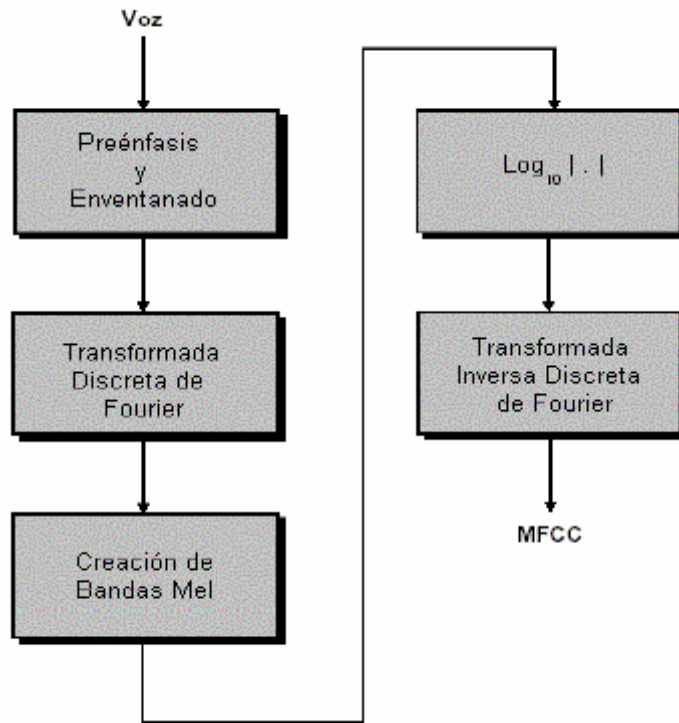 Voz
Preénfasis
y
Enventanado
Transformada
Discreta de
Fourier
Creación de
Bandas Mel
Log₁₀ | . |
Transformada
Inversa Discreta
de Fourier
MFCC